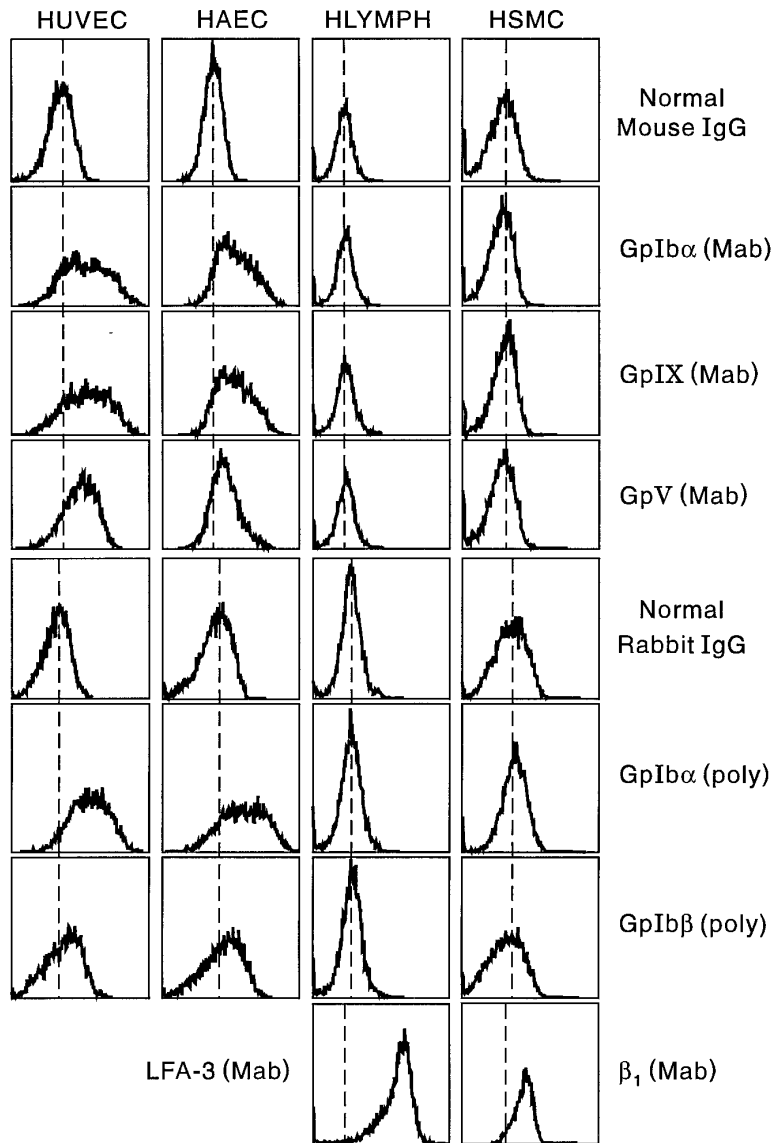 HUVEC HAEC HLYMPH HSMC
Normal
Mouse IgG
GpIbα (Mab)
GpIX (Mab)
GpV (Mab)
Normal
Rabbit IgG
GpIbα (poly)
GpIbβ (poly)
LFA-3 (Mab)
β₁ (Mab)